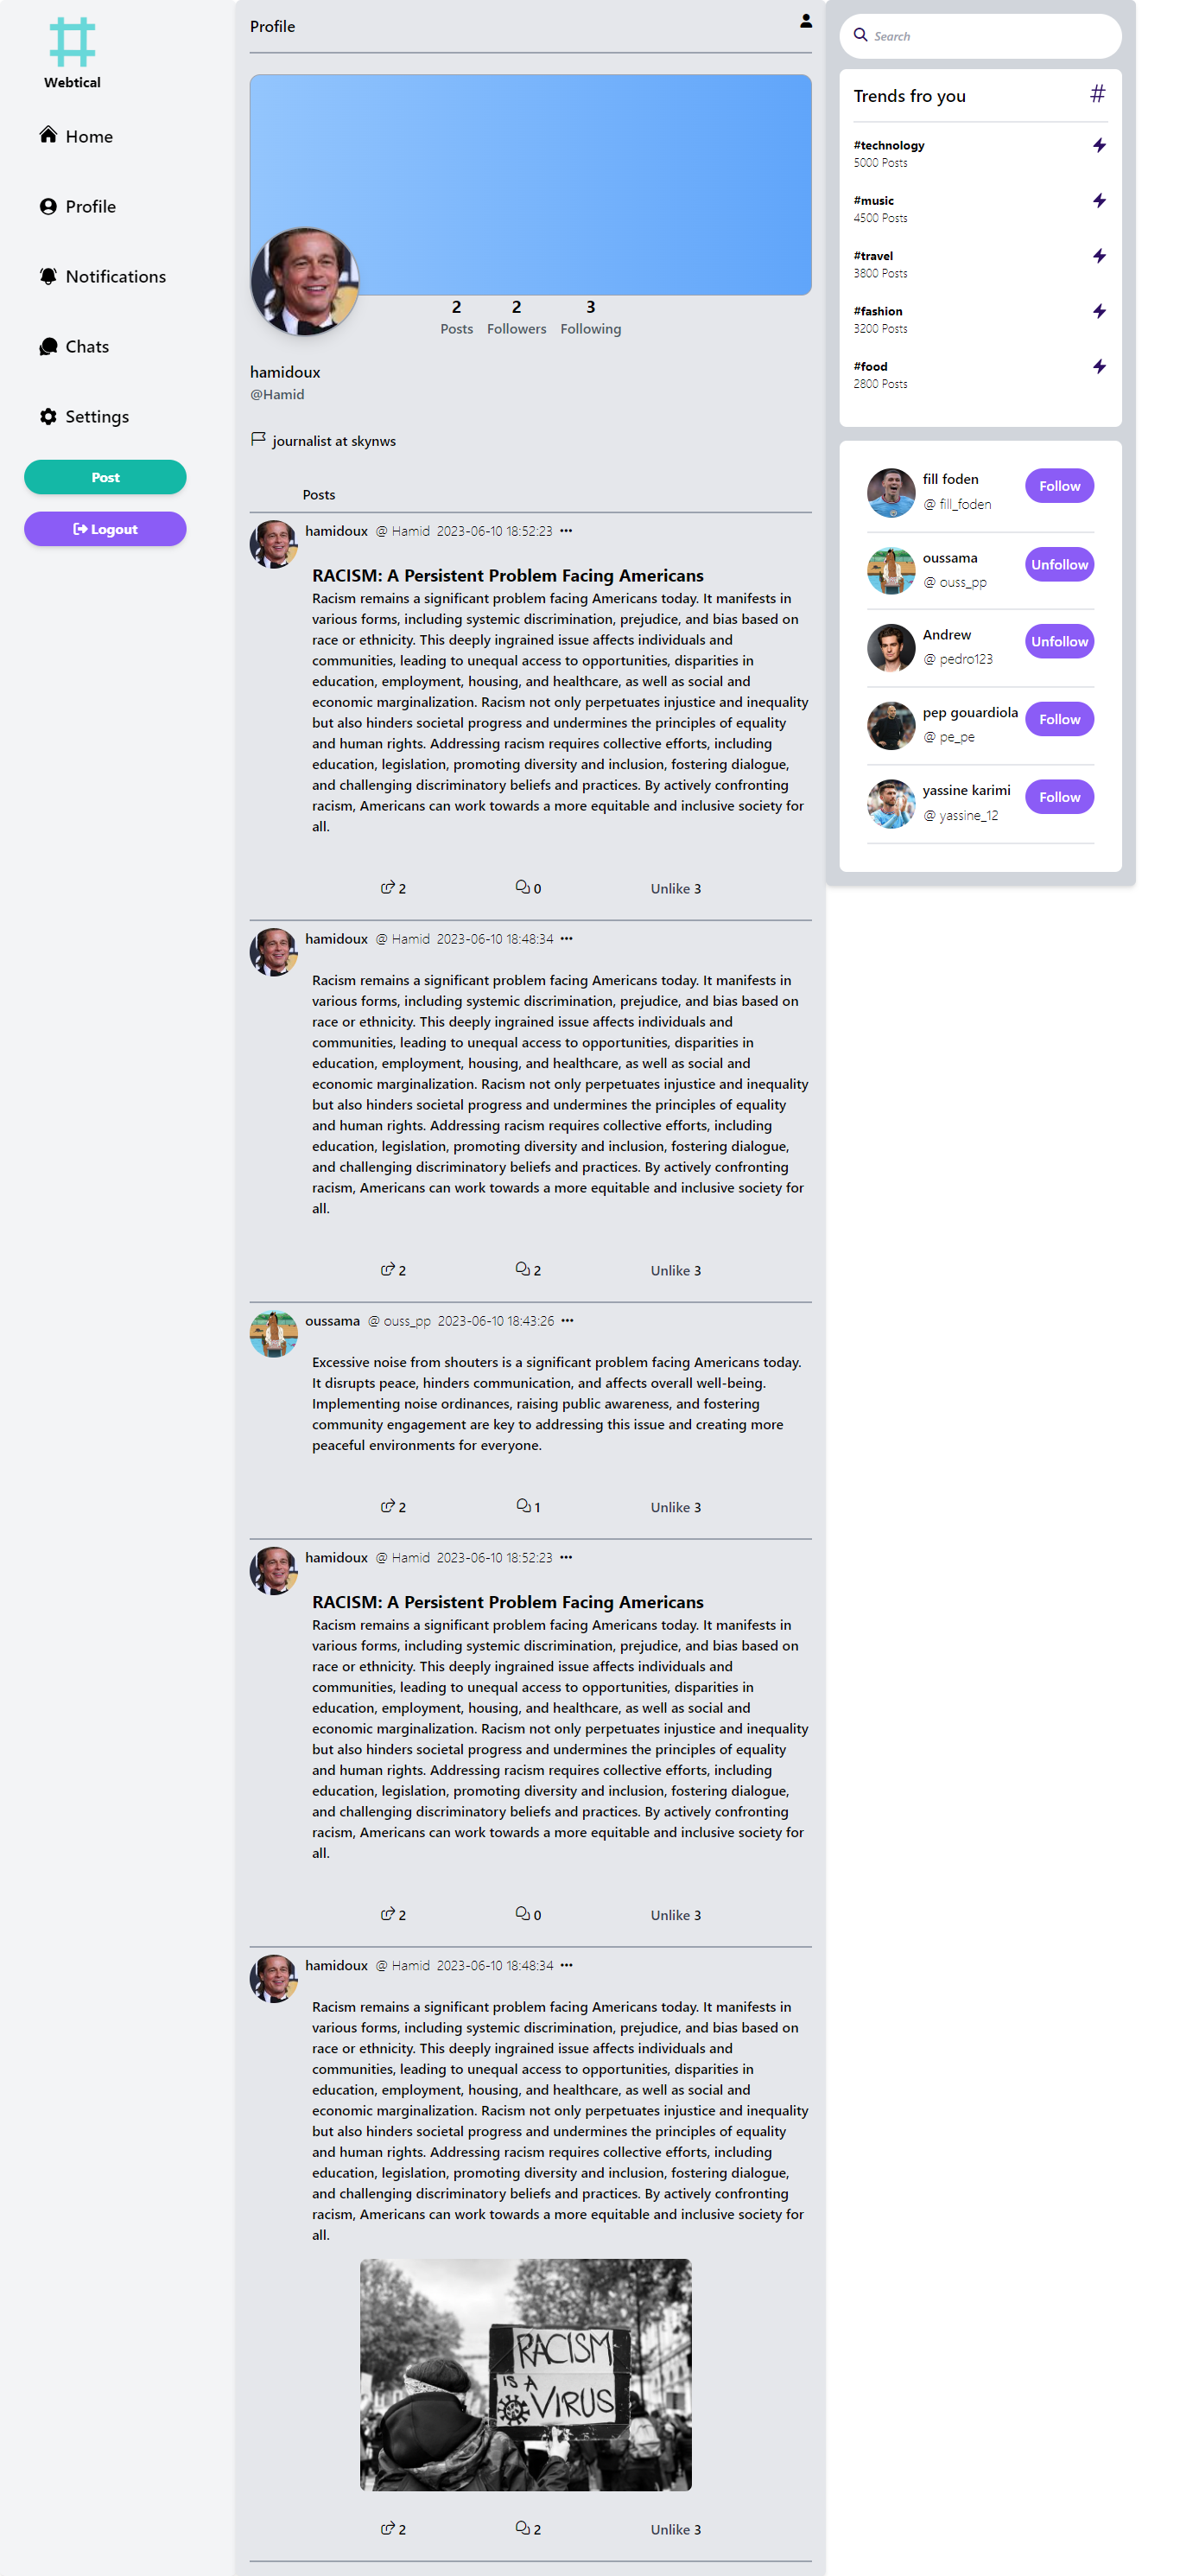 Webtical
Home
Profile
Notifications
Chats
Settings
Post
Logout
Profile
2 2 3
Posts Followers Following
hamidoux
@Hamid
journalist at skynws
Posts
hamidoux @ Hamid 2023-06-10 18:52:23 •••
RACISM: A Persistent Problem Facing Americans
Racism remains a significant problem facing Americans today. It manifests in
various forms, including systemic discrimination, prejudice, and bias based on
race or ethnicity. This deeply ingrained issue affects individuals and
communities, leading to unequal access to opportunities, disparities in
education, employment, housing, and healthcare, as well as social and
economic marginalization. Racism not only perpetuates injustice and inequality
but also hinders societal progress and undermines the principles of equality
and human rights. Addressing racism requires collective efforts, including
education, legislation, promoting diversity and inclusion, fostering dialogue,
and challenging discriminatory beliefs and practices. By actively confronting
racism, Americans can work towards a more equitable and inclusive society for
all.
2 0 Unlike 3
hamidoux @ Hamid 2023-06-10 18:48:34 •••
Racism remains a significant problem facing Americans today. It manifests in
various forms, including systemic discrimination, prejudice, and bias based on
race or ethnicity. This deeply ingrained issue affects individuals and
communities, leading to unequal access to opportunities, disparities in
education, employment, housing, and healthcare, as well as social and
economic marginalization. Racism not only perpetuates injustice and inequality
but also hinders societal progress and undermines the principles of equality
and human rights. Addressing racism requires collective efforts, including
education, legislation, promoting diversity and inclusion, fostering dialogue,
and challenging discriminatory beliefs and practices. By actively confronting
racism, Americans can work towards a more equitable and inclusive society for
all.
2 2 Unlike 3
oussama @ ouss_pp 2023-06-10 18:43:26 •••
Excessive noise from shouters is a significant problem facing Americans today.
It disrupts peace, hinders communication, and affects overall well-being.
Implementing noise ordinances, raising public awareness, and fostering
community engagement are key to addressing this issue and creating more
peaceful environments for everyone.
2 1 Unlike 3
hamidoux @ Hamid 2023-06-10 18:52:23 •••
RACISM: A Persistent Problem Facing Americans
Racism remains a significant problem facing Americans today. It manifests in
various forms, including systemic discrimination, prejudice, and bias based on
race or ethnicity. This deeply ingrained issue affects individuals and
communities, leading to unequal access to opportunities, disparities in
education, employment, housing, and healthcare, as well as social and
economic marginalization. Racism not only perpetuates injustice and inequality
but also hinders societal progress and undermines the principles of equality
and human rights. Addressing racism requires collective efforts, including
education, legislation, promoting diversity and inclusion, fostering dialogue,
and challenging discriminatory beliefs and practices. By actively confronting
racism, Americans can work towards a more equitable and inclusive society for
all.
2 0 Unlike 3
hamidoux @ Hamid 2023-06-10 18:48:34 •••
Racism remains a significant problem facing Americans today. It manifests in
various forms, including systemic discrimination, prejudice, and bias based on
race or ethnicity. This deeply ingrained issue affects individuals and
communities, leading to unequal access to opportunities, disparities in
education, employment, housing, and healthcare, as well as social and
economic marginalization. Racism not only perpetuates injustice and inequality
but also hinders societal progress and undermines the principles of equality
and human rights. Addressing racism requires collective efforts, including
education, legislation, promoting diversity and inclusion, fostering dialogue,
and challenging discriminatory beliefs and practices. By actively confronting
racism, Americans can work towards a more equitable and inclusive society for
all.
RACISM
IS A
VIRUS
2 2 Unlike 3
Search
Trends fro you #
#technology
5000 Posts
#music
4500 Posts
#travel
3800 Posts
#fashion
3200 Posts
#food
2800 Posts
fill foden
@ fill_foden
Follow
oussama
@ ouss_pp
Unfollow
Andrew
@ pedro123
Unfollow
pep gouardiola
@ pe_pe
Follow
yassine karimi
@ yassine_12
Follow